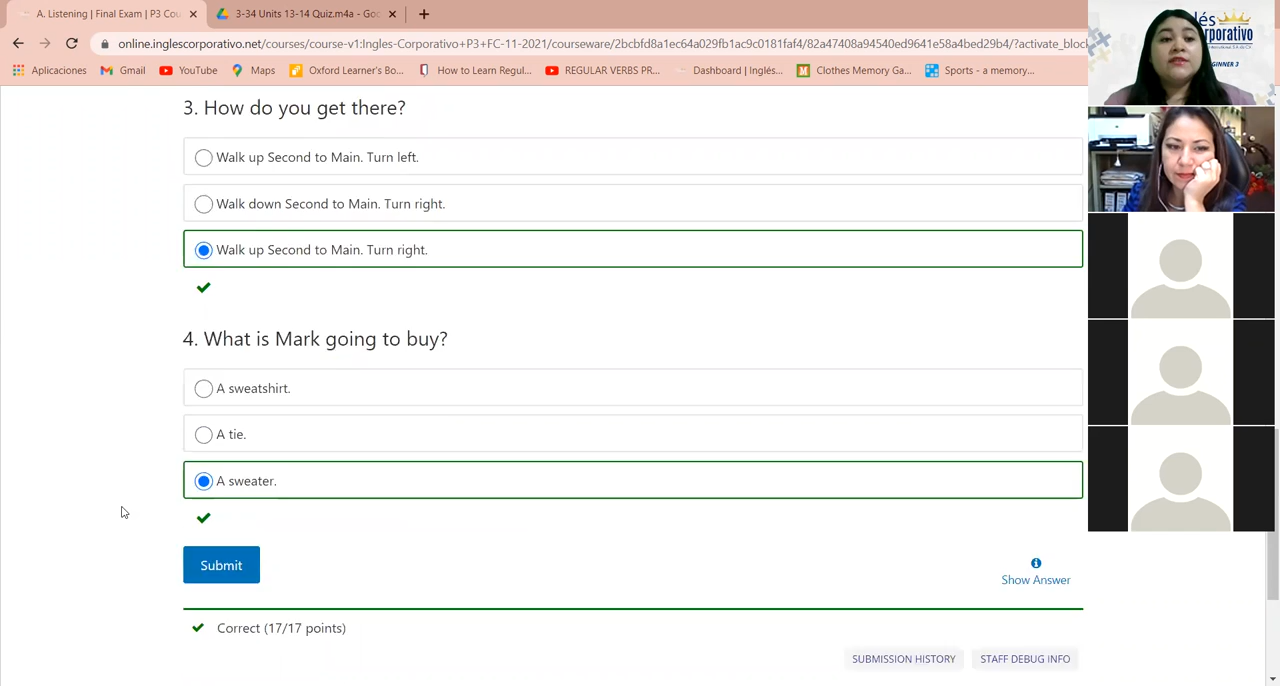 A. Listening | Final Exam | P3 Cou
3-34 Units 13-14 Quiz.m4a - Goo
online.inglescorporativo.net/courses/course-v1:Ingles-Corporativo+P3+FC-11-2021/courseware/2bcbfd8a1ec64a029fb1ac9c0181faf4/82a47408a94540ed9641e58a4bed29b4/?activate_block
Aplicaciones Gmail YouTube Maps Oxford Learner's Bo... How to Learn Regul... REGULAR VERBS PR... Dashboard | Inglés... Clothes Memory Ga... Sports - a memory...
lés
rporativo
GINNER 3
3. How do you get there?
Walk up Second to Main. Turn left.
Walk down Second to Main. Turn right.
Walk up Second to Main. Turn right.
4. What is Mark going to buy?
A sweatshirt.
A tie.
A sweater.
Submit
Show Answer
Correct (17/17 points)
SUBMISSION HISTORY STAFF DEBUG INFO